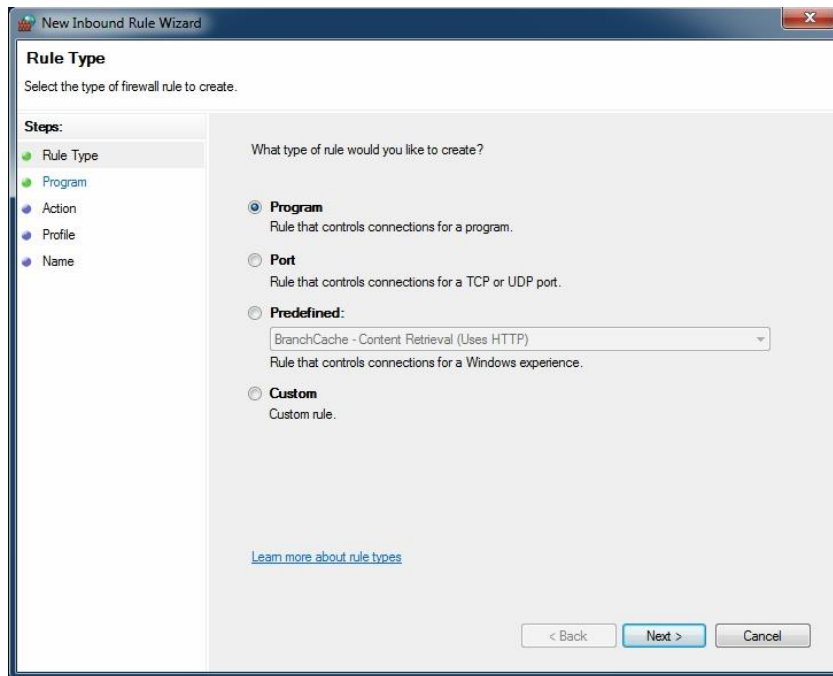 New Inbound Rule Wizard
Rule Type
Select the type of firewall rule to create.
Steps:
Rule Type
Program
Action
Profile
Name
What type of rule would you like to create?
Program
Rule that controls connections for a program.
Port
Rule that controls connections for a TCP or UDP port.
Predefined:
BranchCache - Content Retrieval (Uses HTTP)
Rule that controls connections for a Windows experience.
Custom
Custom rule.
Learn more about rule types
< Back Next > Cancel